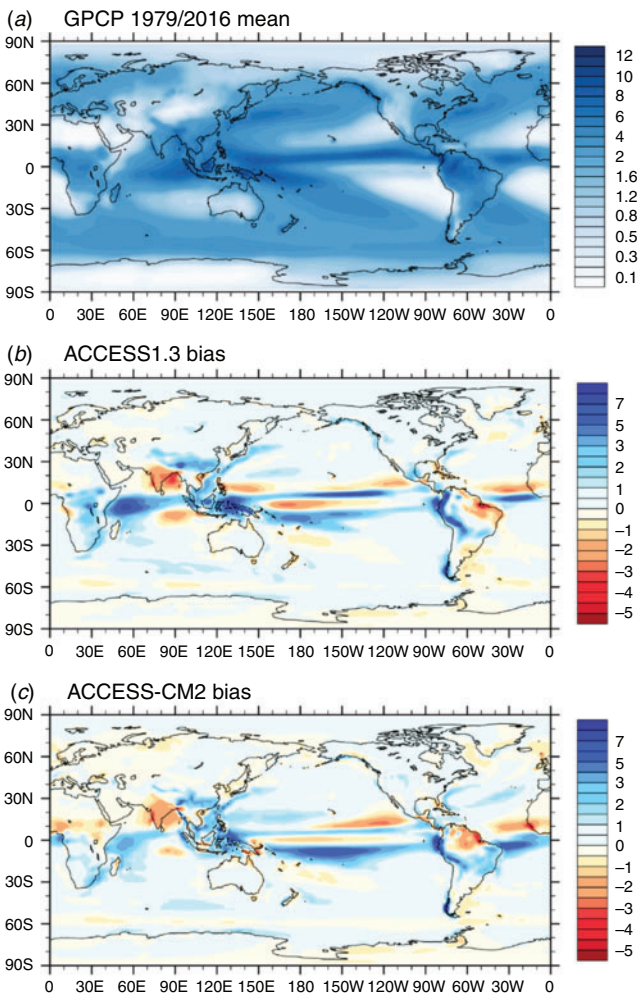 (a) GPCP 1979/2016 mean
90N
60N
30N
0
30S
60S
90S
0 30E 60E 90E 120E 150E 150W 120W 90W 60W 30W 0
12
10
8
6
4
2
1.6
1.2
0.8
0.5
0.3
0.1
(b) ACCESS1.3 bias
90N
60N
30N
0
30S
60S
90S
0 30E 60E 90E 120E 150E 150W 120W 90W 60W 30W 0
7
5
3
2
1
0
–1
–2
–3
–4
–5
(c) ACCESS-CM2 bias
90N
60N
30N
0
30S
60S
90S
0 30E 60E 90E 120E 150E 150W 120W 90W 60W 30W 0
7
5
3
2
1
0
–1
–2
–3
–4
–5